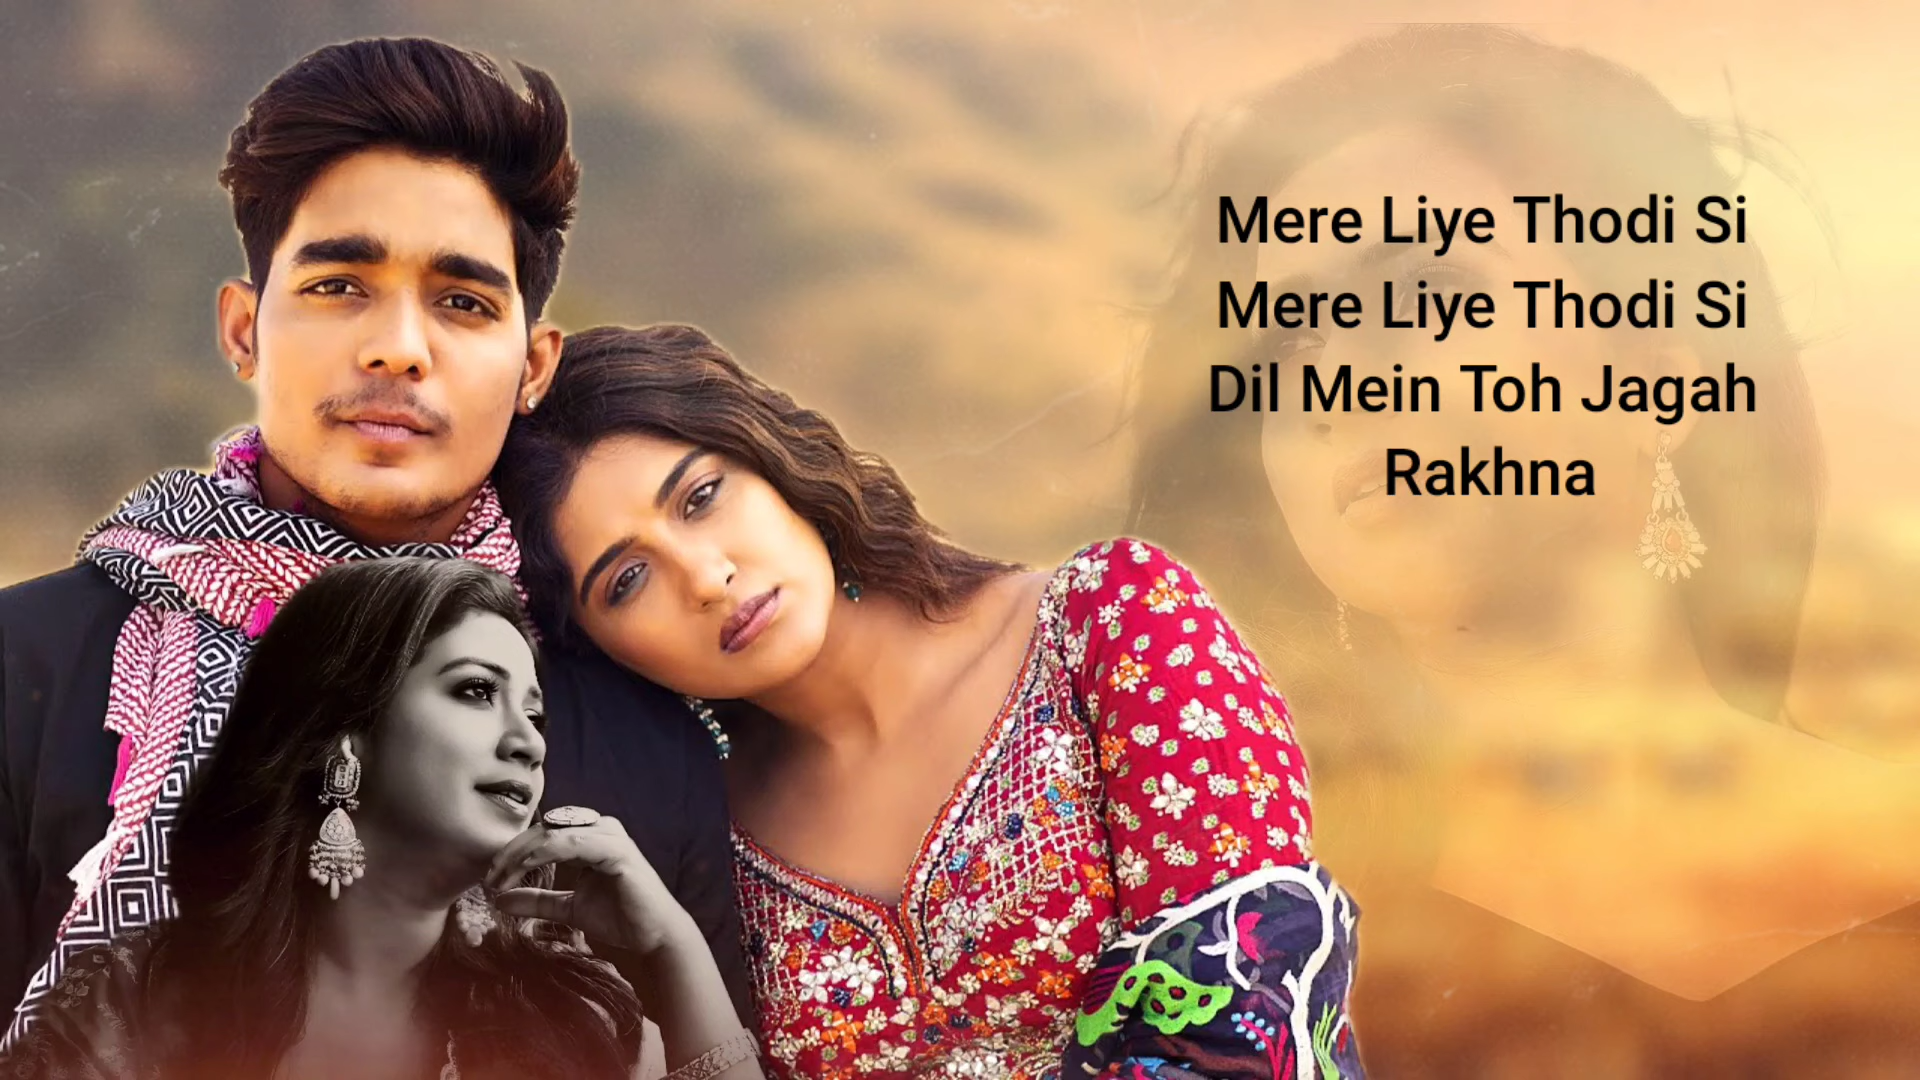 Mere Liye Thodi Si
Mere Liye Thodi Si
Dil Mein Toh Jagah
Rakhna